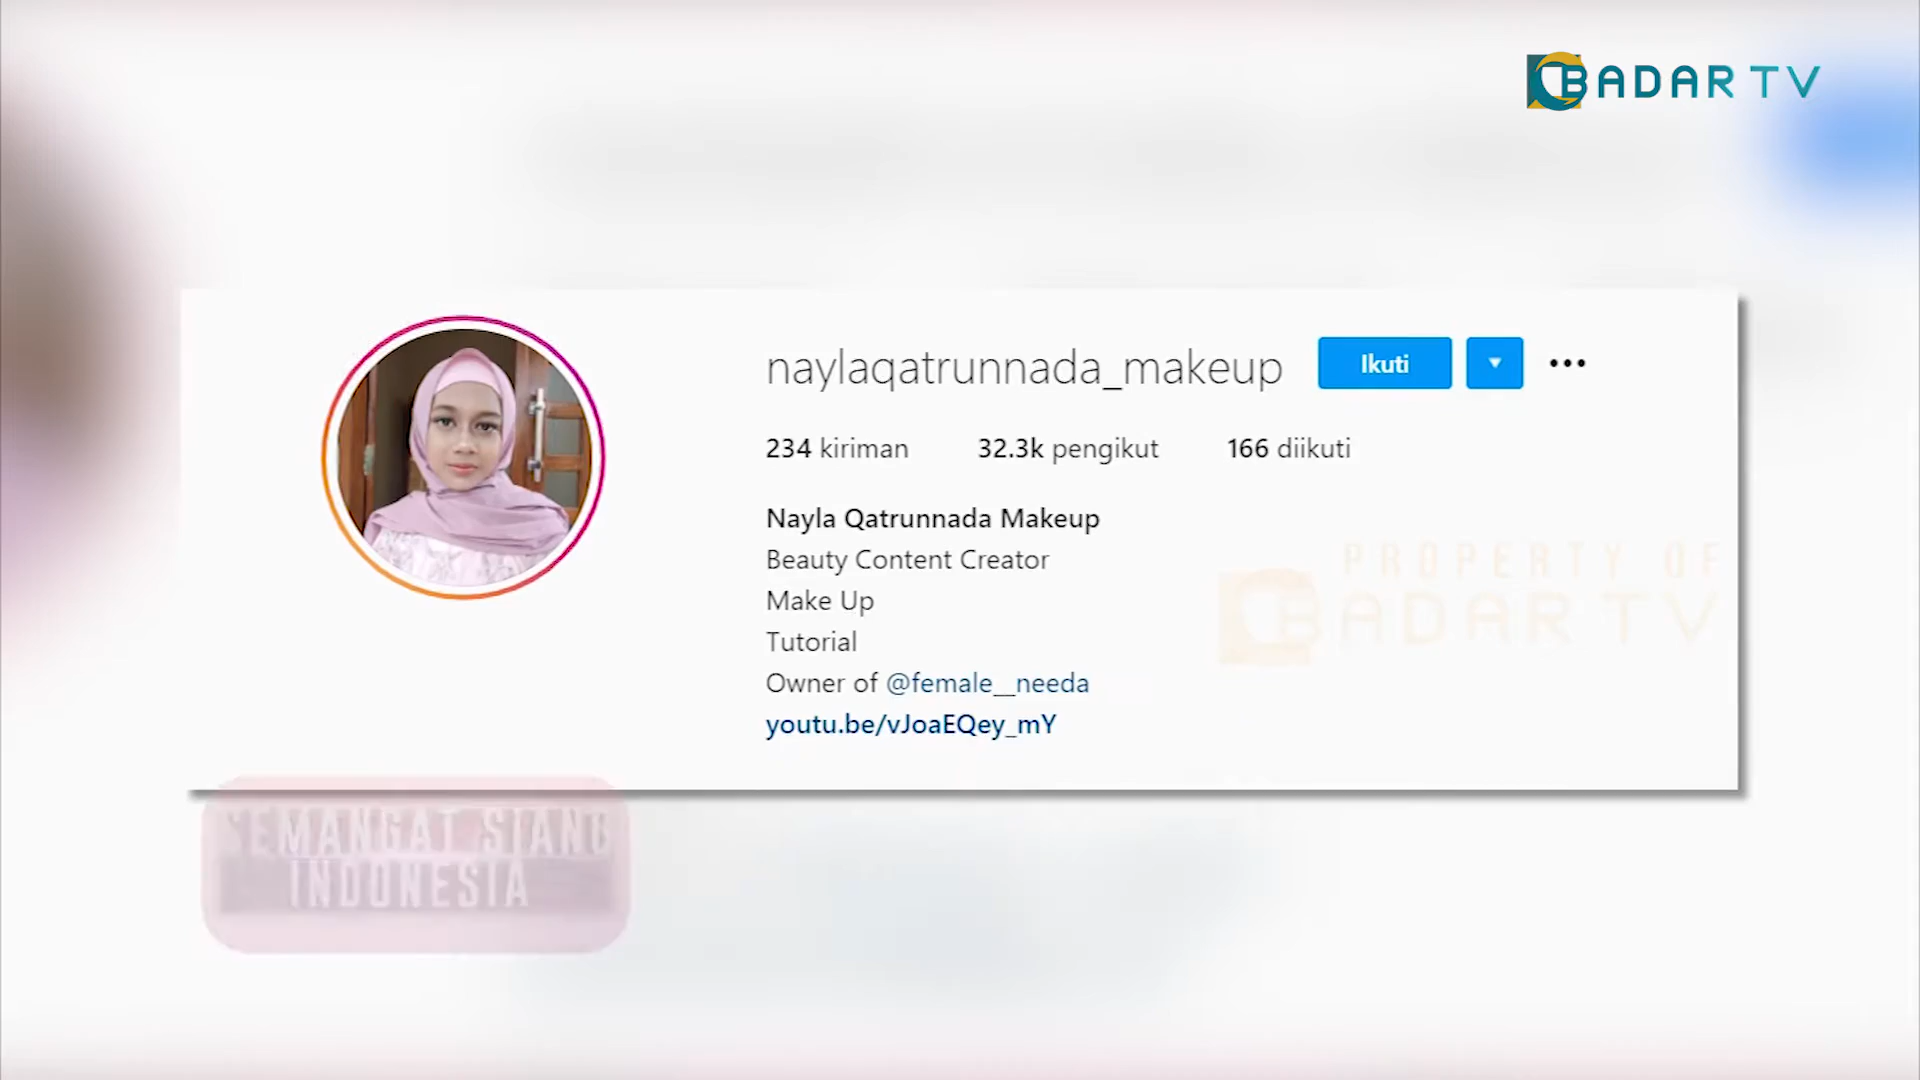 BADAR TV
naylaqatrunnada_makeup Ikuti
234 kiriman 32.3k pengikut 166 diikuti
Nayla Qatrunnada Makeup
Beauty Content Creator
Make Up
Tutorial
Owner of @female__needa
youtu.be/vJoaEQey_mY
PROPERTY OF
BADAR TV
SEMANGAT SIANG
INDONESIA